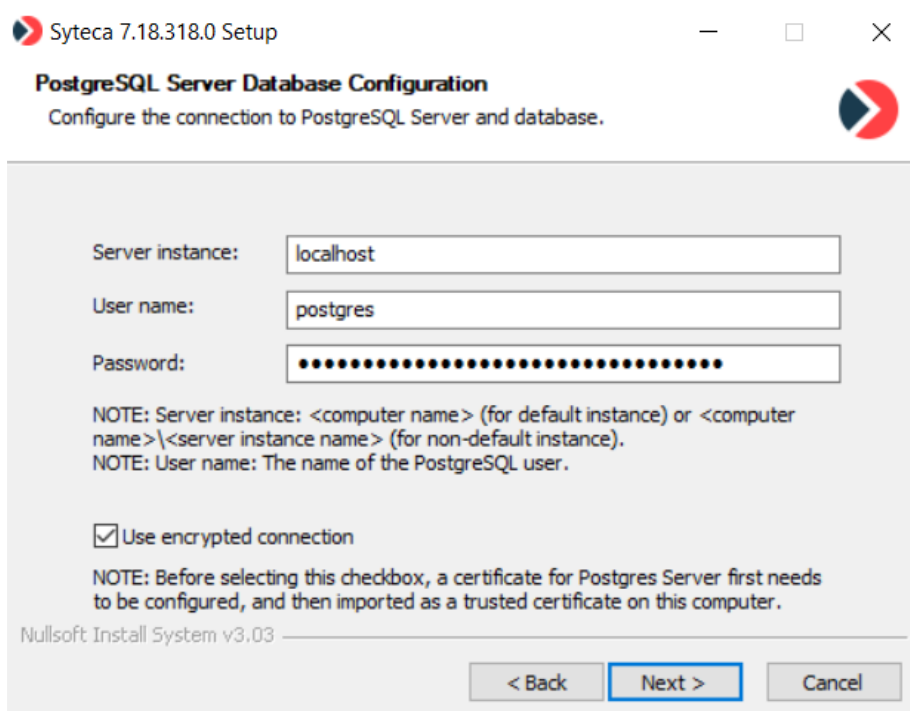 Syteca 7.18.318.0 Setup
PostgreSQL Server Database Configuration
Configure the connection to PostgreSQL Server and database.
Server instance: localhost
User name: postgres
Password: ●●●●●●●●●●●●●●●●●●●●●●●●●●●●●●●●●
NOTE: Server instance: <computer name> (for default instance) or <computer
name>\<server instance name> (for non-default instance).
NOTE: User name: The name of the PostgreSQL user.
Use encrypted connection
NOTE: Before selecting this checkbox, a certificate for Postgres Server first needs
to be configured, and then imported as a trusted certificate on this computer.
Nullsoft Install System v3.03
< Back Next > Cancel